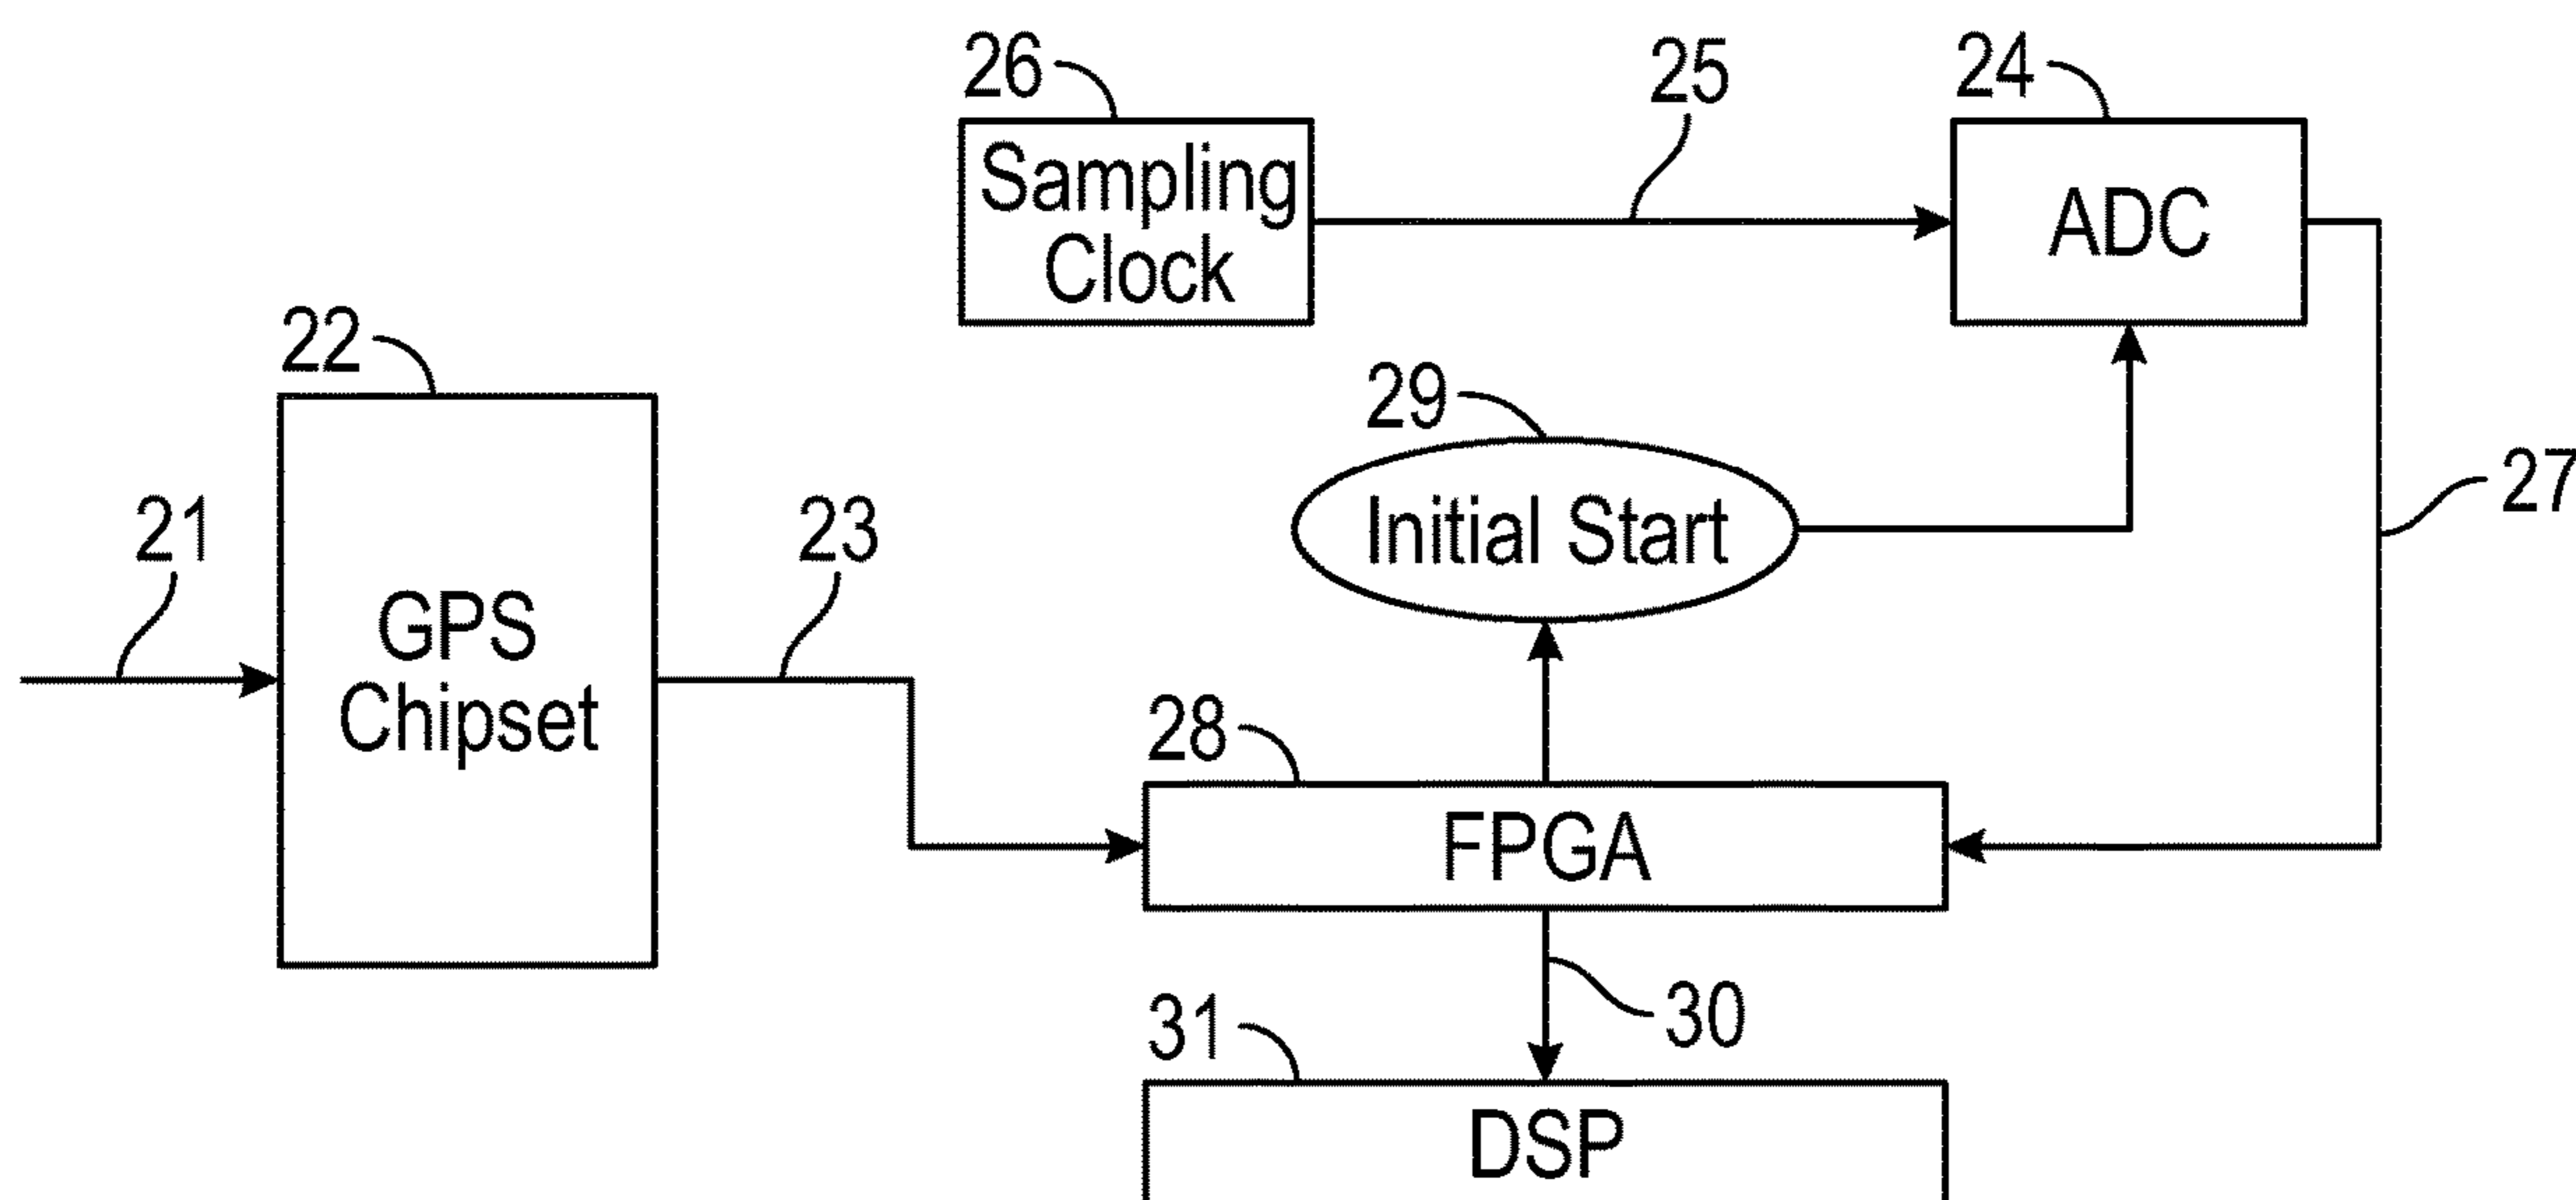 26
25
24
Sampling
Clock
ADC
22
29
27
21
23
Initial Start
GPS
Chipset
28
FPGA
30
31
DSP